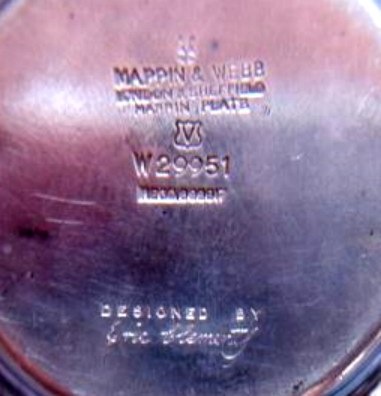 MAPPIN & WEBB
LONDON & SHEFFIELD
"MAPPIN PLATE"
W29951
DESIGNED BY
Eric Clements